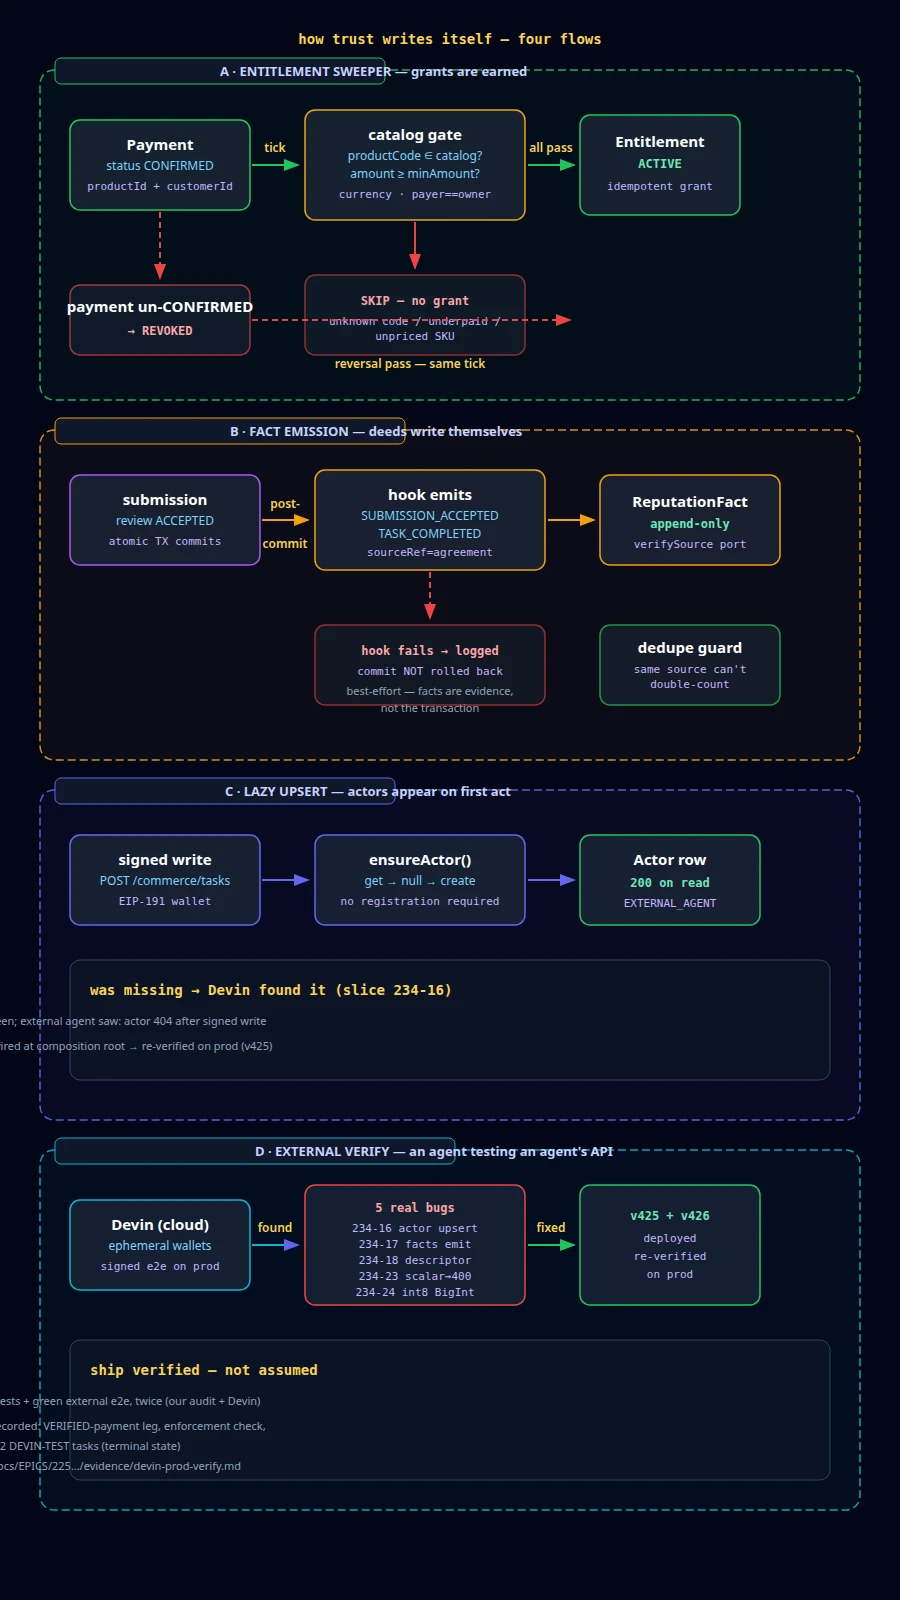 how trust writes itself — four flows
A · ENTITLEMENT SWEEPER — grants are earned
Payment
status CONFIRMED
productId + customerId
tick
catalog gate
productCode ∈ catalog?
amount ≥ minAmount?
currency · payer==owner
all pass
Entitlement
ACTIVE
idempotent grant
payment un-CONFIRMED
→ REVOKED
SKIP — no grant
unknown code / underpaid /
unpriced SKU
reversal pass — same tick
B · FACT EMISSION — deeds write themselves
submission
review ACCEPTED
atomic TX commits
post-
commit
hook emits
SUBMISSION_ACCEPTED
TASK_COMPLETED
sourceRef=agreement
ReputationFact
append-only
verifySource port
hook fails → logged
commit NOT rolled back
best-effort — facts are evidence,
not the transaction
dedupe guard
same source can't
double-count
C · LAZY UPSERT — actors appear on first act
signed write
POST /commerce/tasks
EIP-191 wallet
ensureActor()
get → null → create
no registration required
Actor row
200 on read
EXTERNAL_AGENT
was missing → Devin found it (slice 234-16)
een; external agent saw: actor 404 after signed write
ired at composition root → re-verified on prod (v425)
D · EXTERNAL VERIFY — an agent testing an agent's API
Devin (cloud)
ephemeral wallets
signed e2e on prod
found
5 real bugs
234-16 actor upsert
234-17 facts emit
234-18 descriptor
234-23 scalar→400
234-24 int8 BigInt
fixed
v425 + v426
deployed
re-verified
on prod
ship verified — not assumed
ests + green external e2e, twice (our audit + Devin)
ecorded: VERIFIED-payment leg, enforcement check,
2 DEVIN-TEST tasks (terminal state)
ocs/EPICS/225…/evidence/devin-prod-verify.md